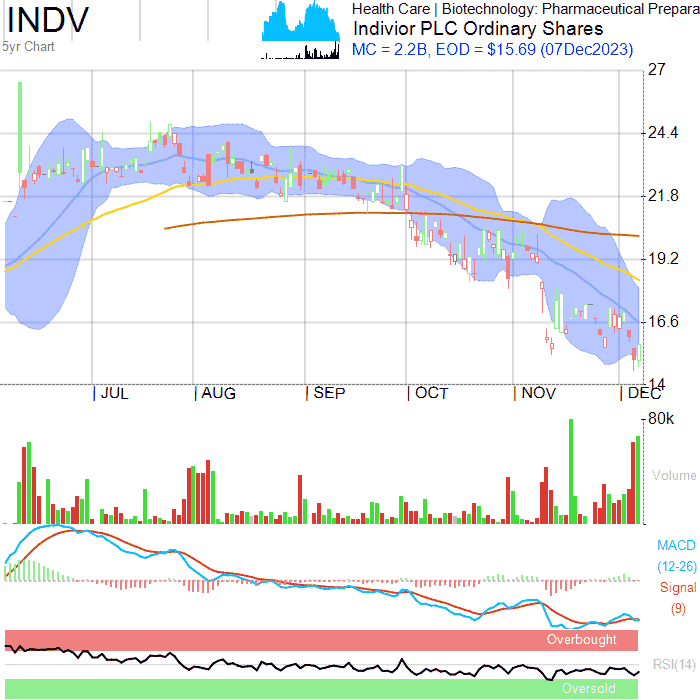 INDV
5yr Chart
Health Care | Biotechnology: Pharmaceutical Prepara
Indivior PLC Ordinary Shares
MC = 2.2B, EOD = $15.69 (07Dec2023)
27
24.4
21.8
19.2
16.6
14
JUL AUG SEP OCT NOV DEC
80k
Volume
MACD
(12-26)
Signal
(9)
Overbought
RSI(14)
Oversold